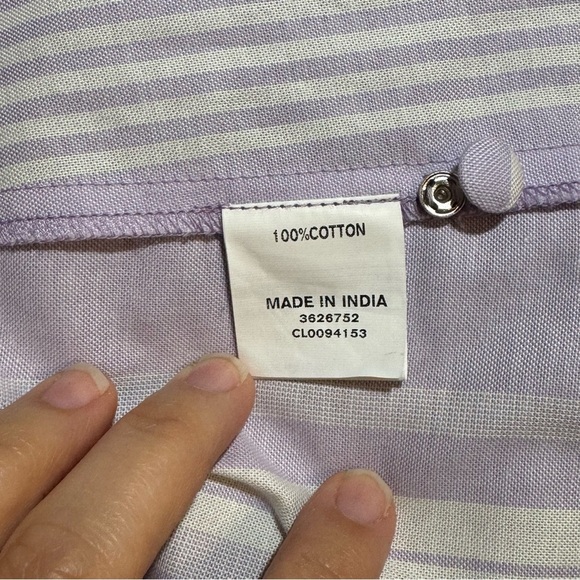 100%COTTON
MADE IN INDIA
3626752
CL0094153